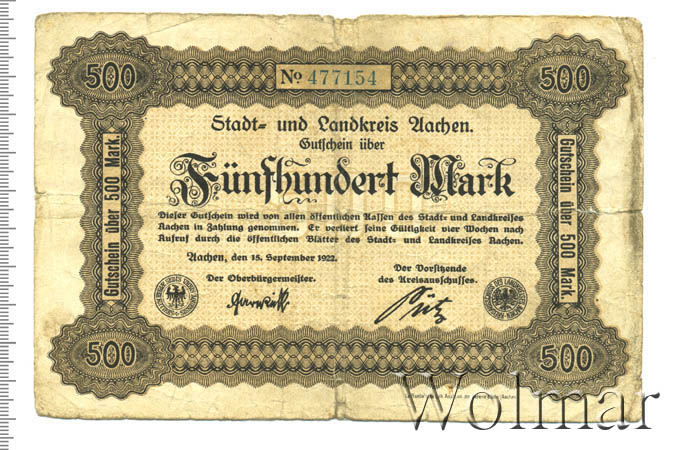 500
No 477154
500
Stadt- und Landkreis Aachen.
Gutschein über
Fünfhundert Mark
Dieser Gutschein wird von allen öffentlichen Kassen des Stadt- und Landkreises
Aachen in Zahlung genommen. Er verliert seine Gültigkeit vier Wochen nach
Aufruf durch die öffentlichen Blätter des Stadt- und Landkreises Aachen.
Aachen, den 15. September 1922.
Der Oberbürgermeister.
Der Vorsitzende
des Kreisausschusses.
Gutschein über 500 Mark.
Gutschein über 500 Mark.
500
500
Wolmar